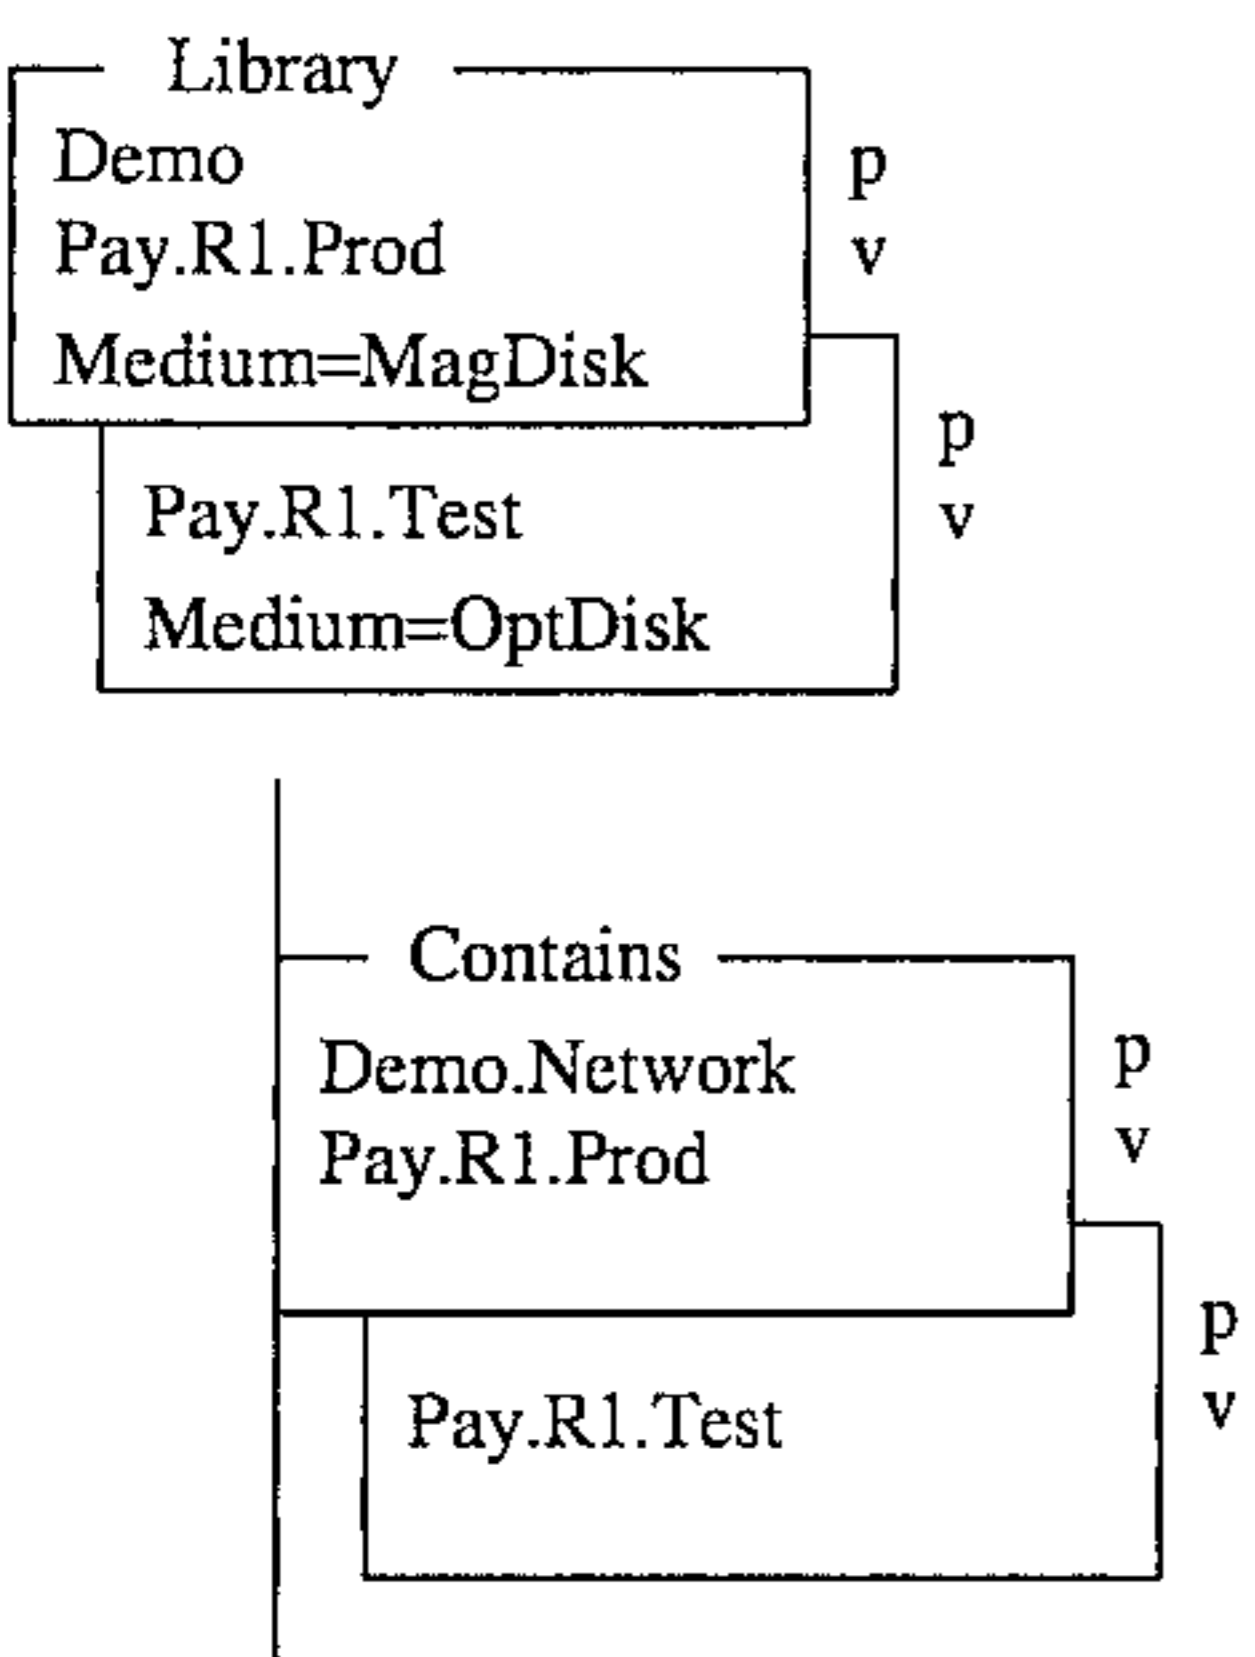 Library
Demo
p
Pay.R1.Prod
v
Medium=MagDisk
p
Pay.R1.Test
v
Medium=OptDisk
Contains
Demo.Network
p
Pay.R1.Prod
v
p
Pay.R1.Test
v